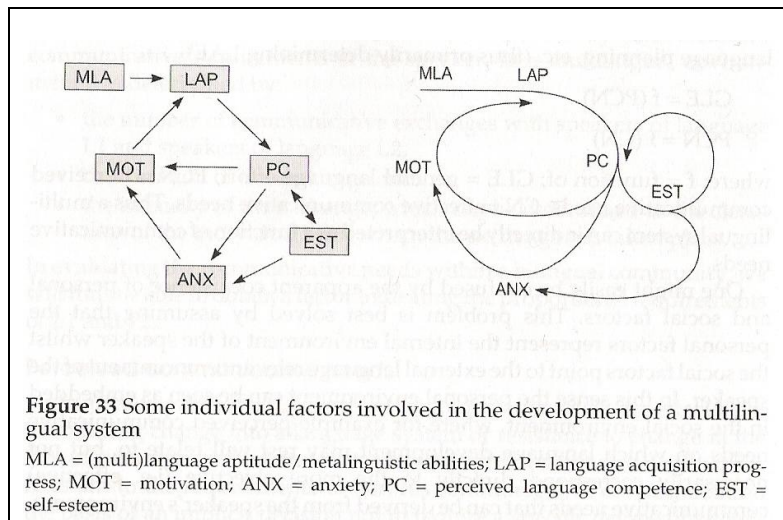 MLA LAP
MOT PC
EST
ANX
MLA LAP
MOT PC
EST
ANX
Figure 33 Some individual factors involved in the development of a multilin-
gual system
MLA = (multi)language aptitude/metalinguistic abilities; LAP = language acquisition prog-
ress; MOT = motivation; ANX = anxiety; PC = perceived language competence; EST =
self-esteem